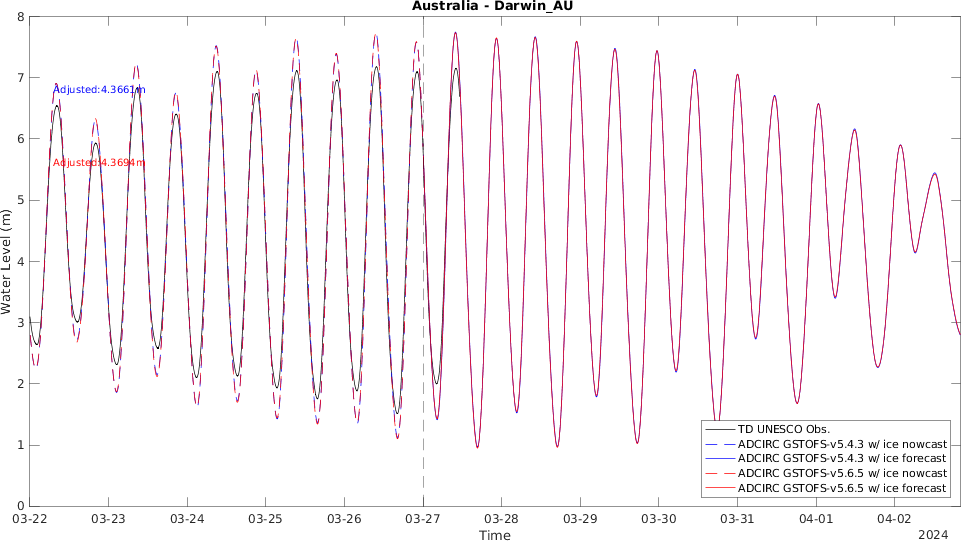 Australia - Darwin_AU
8
7
Adjusted:4.3661m
6
Adjusted:4.3694m
5
Water Level (m)
4
3
2
1
0
TD UNESCO Obs.
ADCIRC GSTOFS-v5.4.3 w/ ice nowcast
ADCIRC GSTOFS-v5.4.3 w/ ice forecast
ADCIRC GSTOFS-v5.6.5 w/ ice nowcast
ADCIRC GSTOFS-v5.6.5 w/ ice forecast
03-22 03-23 03-24 03-25 03-26 03-27 03-28 03-29 03-30 03-31 04-01 04-02
Time
2024